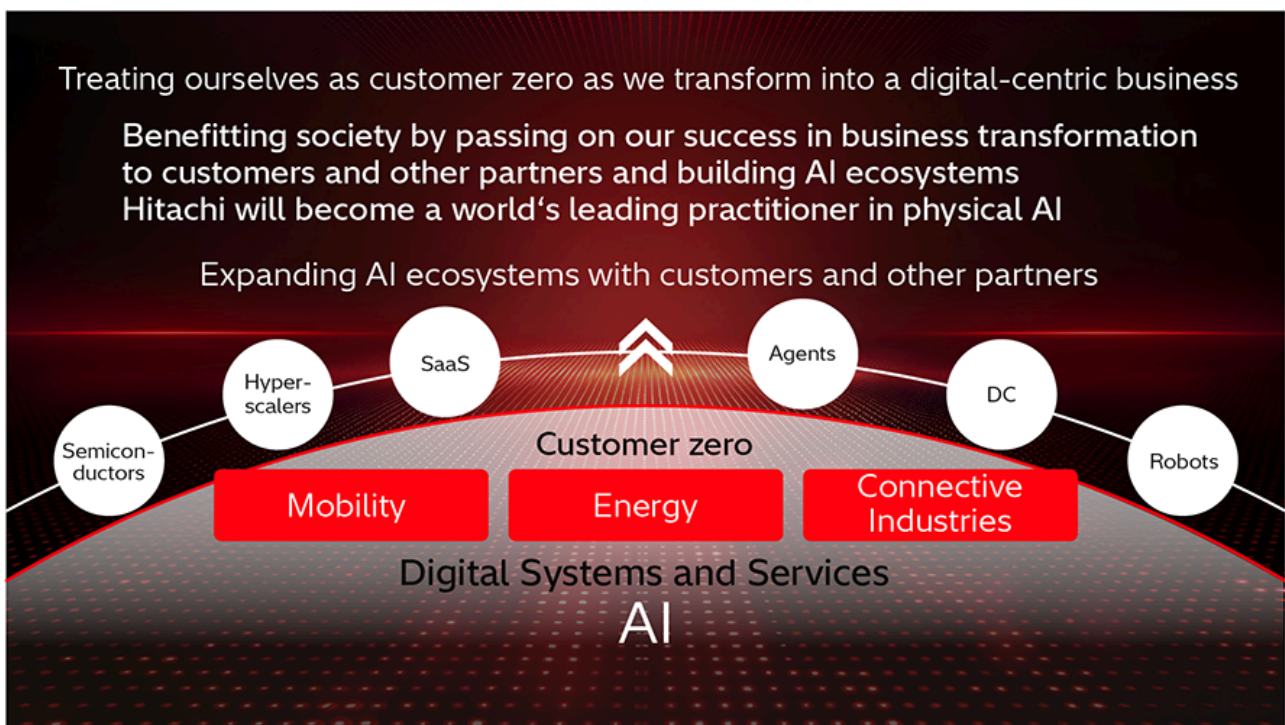 Treating ourselves as customer zero as we transform into a digital-centric business
Benefitting society by passing on our success in business transformation
to customers and other partners and building AI ecosystems
Hitachi will become a world‘s leading practitioner in physical AI
Expanding AI ecosystems with customers and other partners
Semicon-
ductors
Hyper-
scalers
SaaS
Agents
DC
Robots
Customer zero
Mobility
Energy
Connective
Industries
Digital Systems and Services
AI